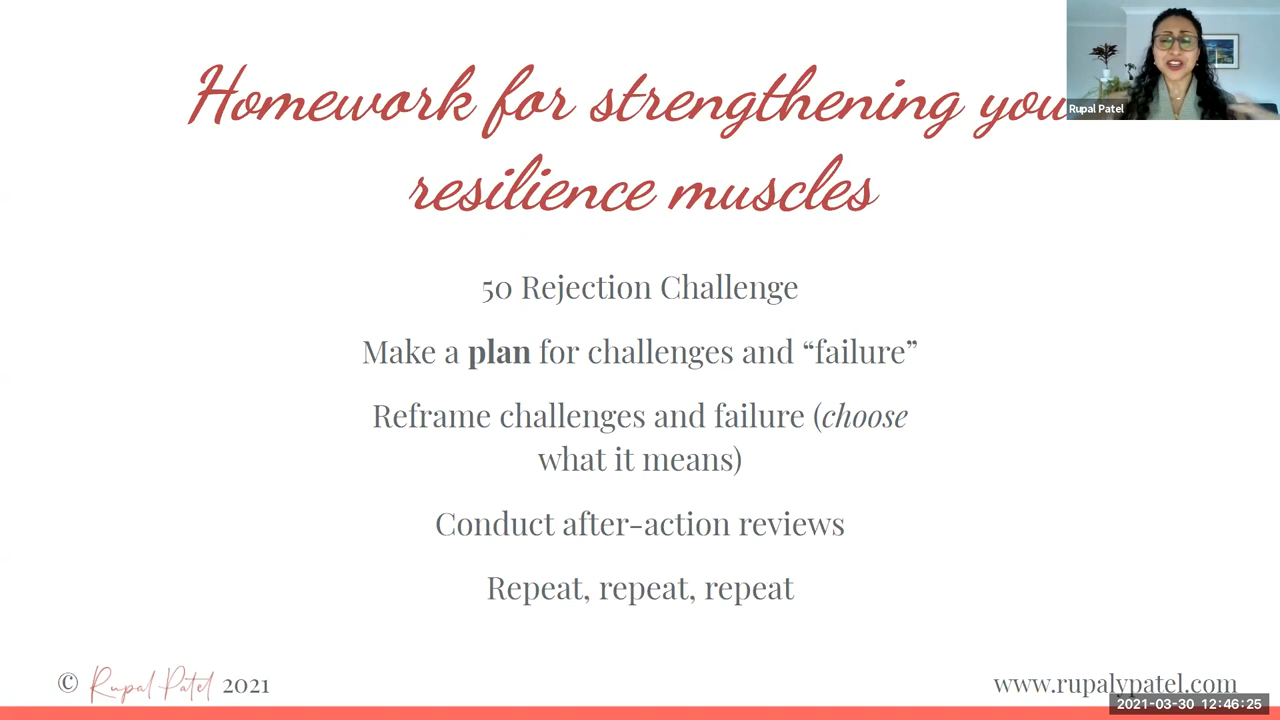 Homework for strengthening you
resilience muscles
Rupal Patel
50 Rejection Challenge
Make a plan for challenges and “failure”
Reframe challenges and failure (choose
what it means)
Conduct after-action reviews
Repeat, repeat, repeat
© Rupal Patel 2021
www.rupalypatel.com
2021-03-30 12:46:25